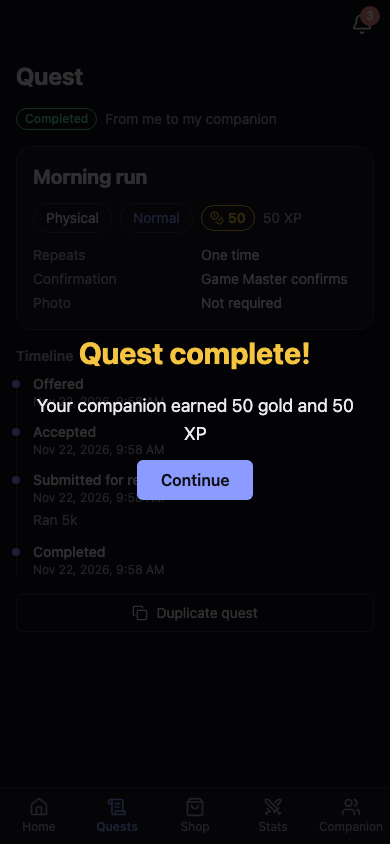 3
Quest
Completed From me to my companion
Morning run
Physical Normal 50 50 XP
Repeats One time
Confirmation Game Master confirms
Photo Not required
Quest complete!
Timeline
Offered
Your companion earned 50 gold and 50
XP
Accepted
Nov 22, 2026, 9:58 AM
Submitted for re
Continue
Nov 22, 2026, 9:58 AM
Ran 5k
Completed
Nov 22, 2026, 9:58 AM
Duplicate quest
Home Quests Shop Stats Companion